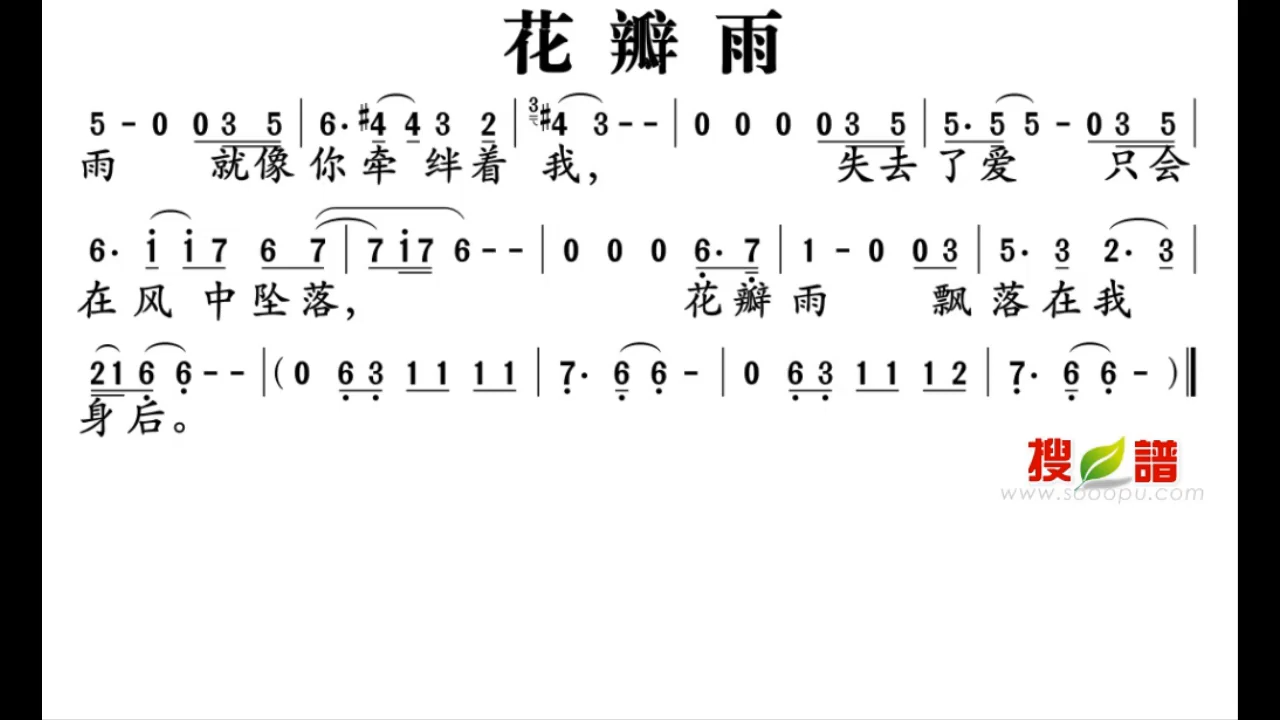 花瓣雨
5 - 0 0 3 5 | 6· #4 4 3 2 | 3 #4 3 - - | 0 0 0 0 3 5 | 5· 5 5 - 0 3 5 |
雨 就像你牵绊着我, 失去了爱 只会
6· i i 7 6 7 | 7 i 7 6 - - | 0 0 0 6· 7 | 1 - 0 0 3 | 5· 3 2· 3 |
在风中坠落, 花瓣雨 飘落在我
2 1 6 6 - - | ( 0 6 3 1 1 1 1 | 7· 6 6 - | 0 6 3 1 1 1 2 | 7· 6 6 - ) ‖
身后。
搜譜
www.sooopu.com